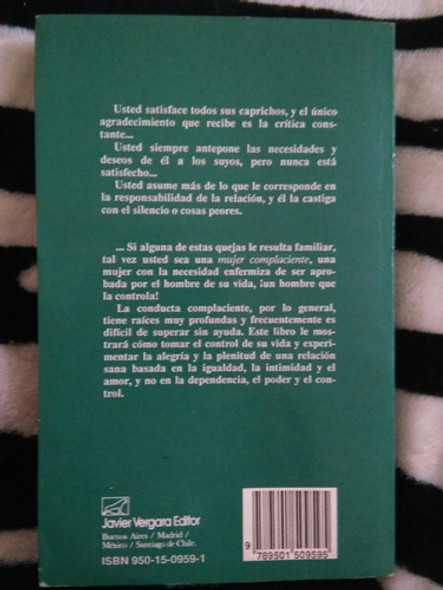 Usted satisface todos sus caprichos, y el único
agradecimiento que recibe es la crítica cons-
tante...
Usted siempre antepone las necesidades y
deseos de él a los suyos, pero nunca está
satisfecho...
Usted asume más de lo que le corresponde en
la responsabilidad de la relación, y él la castiga
con el silencio o cosas peores.
... Si alguna de estas quejas le resulta familiar,
tal vez usted sea una mujer complaciente, una
mujer con la necesidad enfermiza de ser apro-
bada por el hombre de su vida, ¡un hombre que
la controla!
La conducta complaciente, por lo general,
tiene raíces muy profundas y frecuentemente es
difícil de superar sin ayuda. Este libro le mos-
trará cómo tomar el control de su vida y experi-
mentar la alegría y la plenitud de una relación
sana basada en la igualdad, la intimidad y el
amor, y no en la dependencia, el poder y el con-
trol.
Javier Vergara Editor
Buenos Aires / Madrid /
México / Santiago de Chile.
ISBN 950-15-0959-1
9 789501 509595